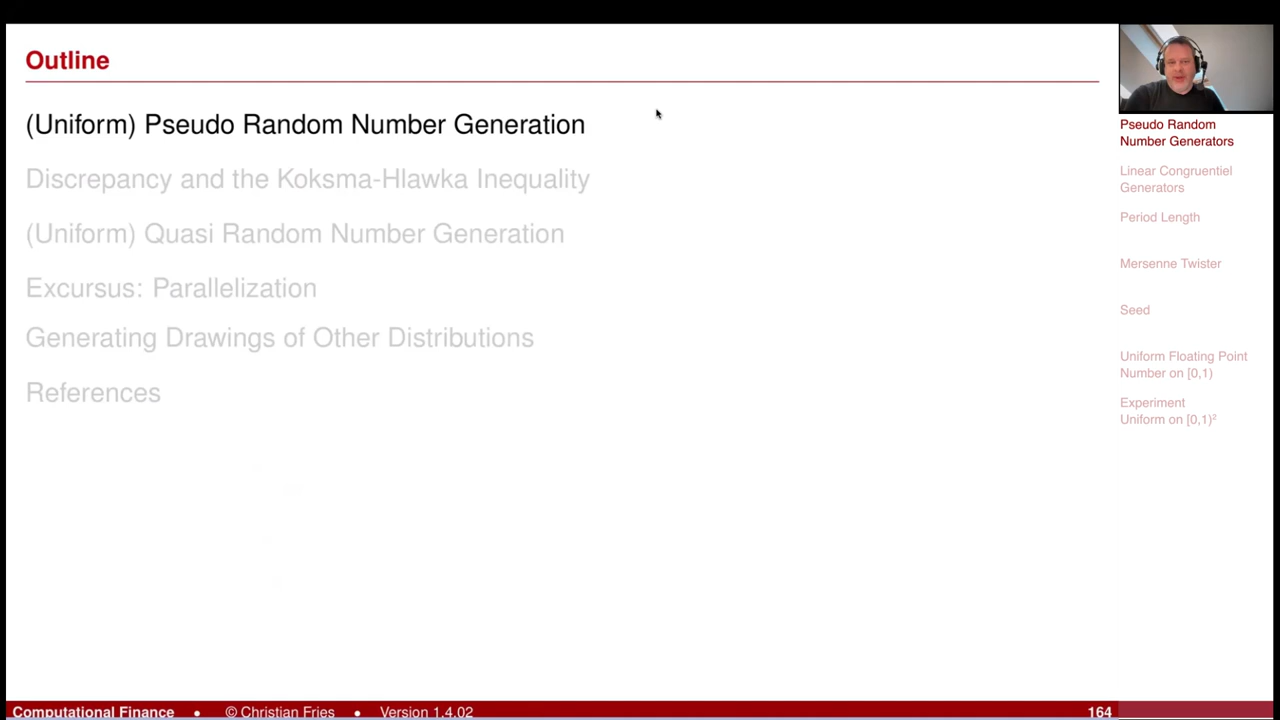 Outline
(Uniform) Pseudo Random Number Generation
Discrepancy and the Koksma-Hlawka Inequality
(Uniform) Quasi Random Number Generation
Excursus: Parallelization
Generating Drawings of Other Distributions
References
Pseudo Random
Number Generators
Linear Congruentiel
Generators
Period Length
Mersenne Twister
Seed
Uniform Floating Point
Number on [0,1)
Experiment
Uniform on [0,1)²
Computational Finance • © Christian Fries • Version 1.4.02 164